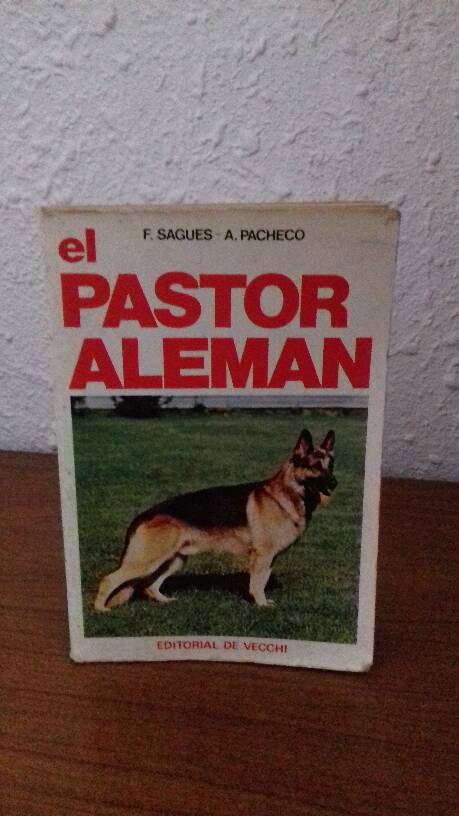 F. SAGUES - A. PACHECO
el
PASTOR
ALEMAN
EDITORIAL DE VECCHI